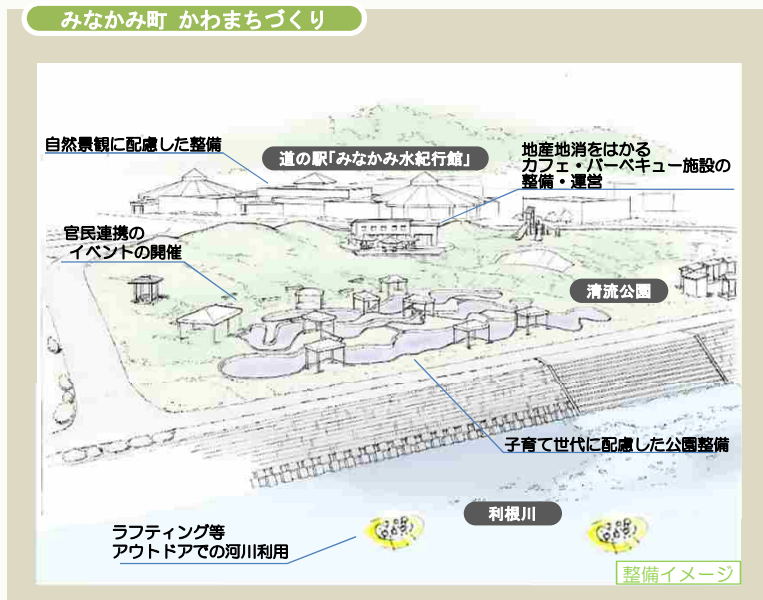 みなかみ町 かわまちづくり
自然景観に配慮した整備
道の駅｢みなかみ水紀行館｣
地産地消をはかる
カフェ・バーベキュー施設の
整備・運営
官民連携の
イベントの開催
清流公園
子育て世代に配慮した公園整備
利根川
ラフティング等
アウトドアでの河川利用
整備イメージ